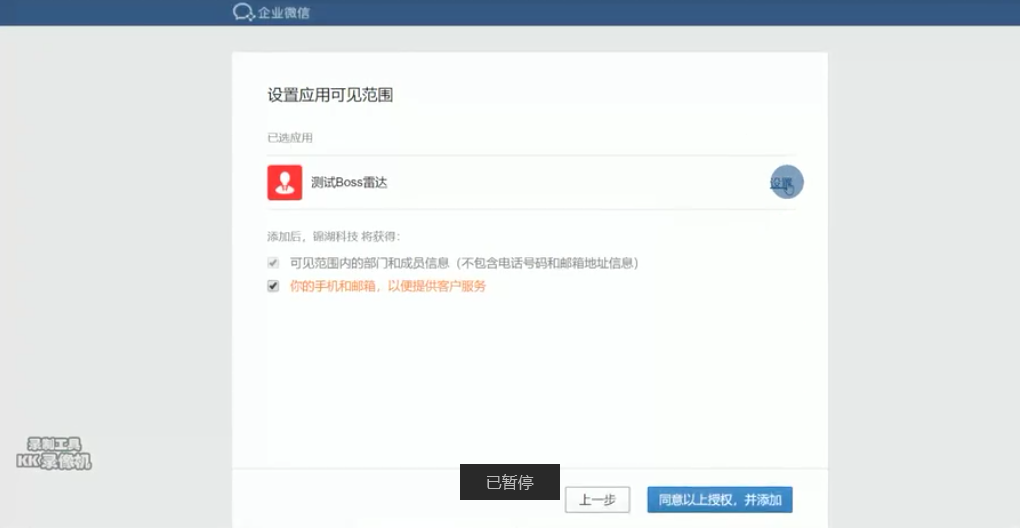 企业微信
设置应用可见范围
已选应用
测试Boss雷达
设置
添加后，锦湖科技 将获得：
可见范围内的部门和成员信息（不包含电话号码和邮箱地址信息）
你的手机和邮箱，以便提供客户服务
录制工具
KK录像机
已暂停
上一步
同意以上授权，并添加